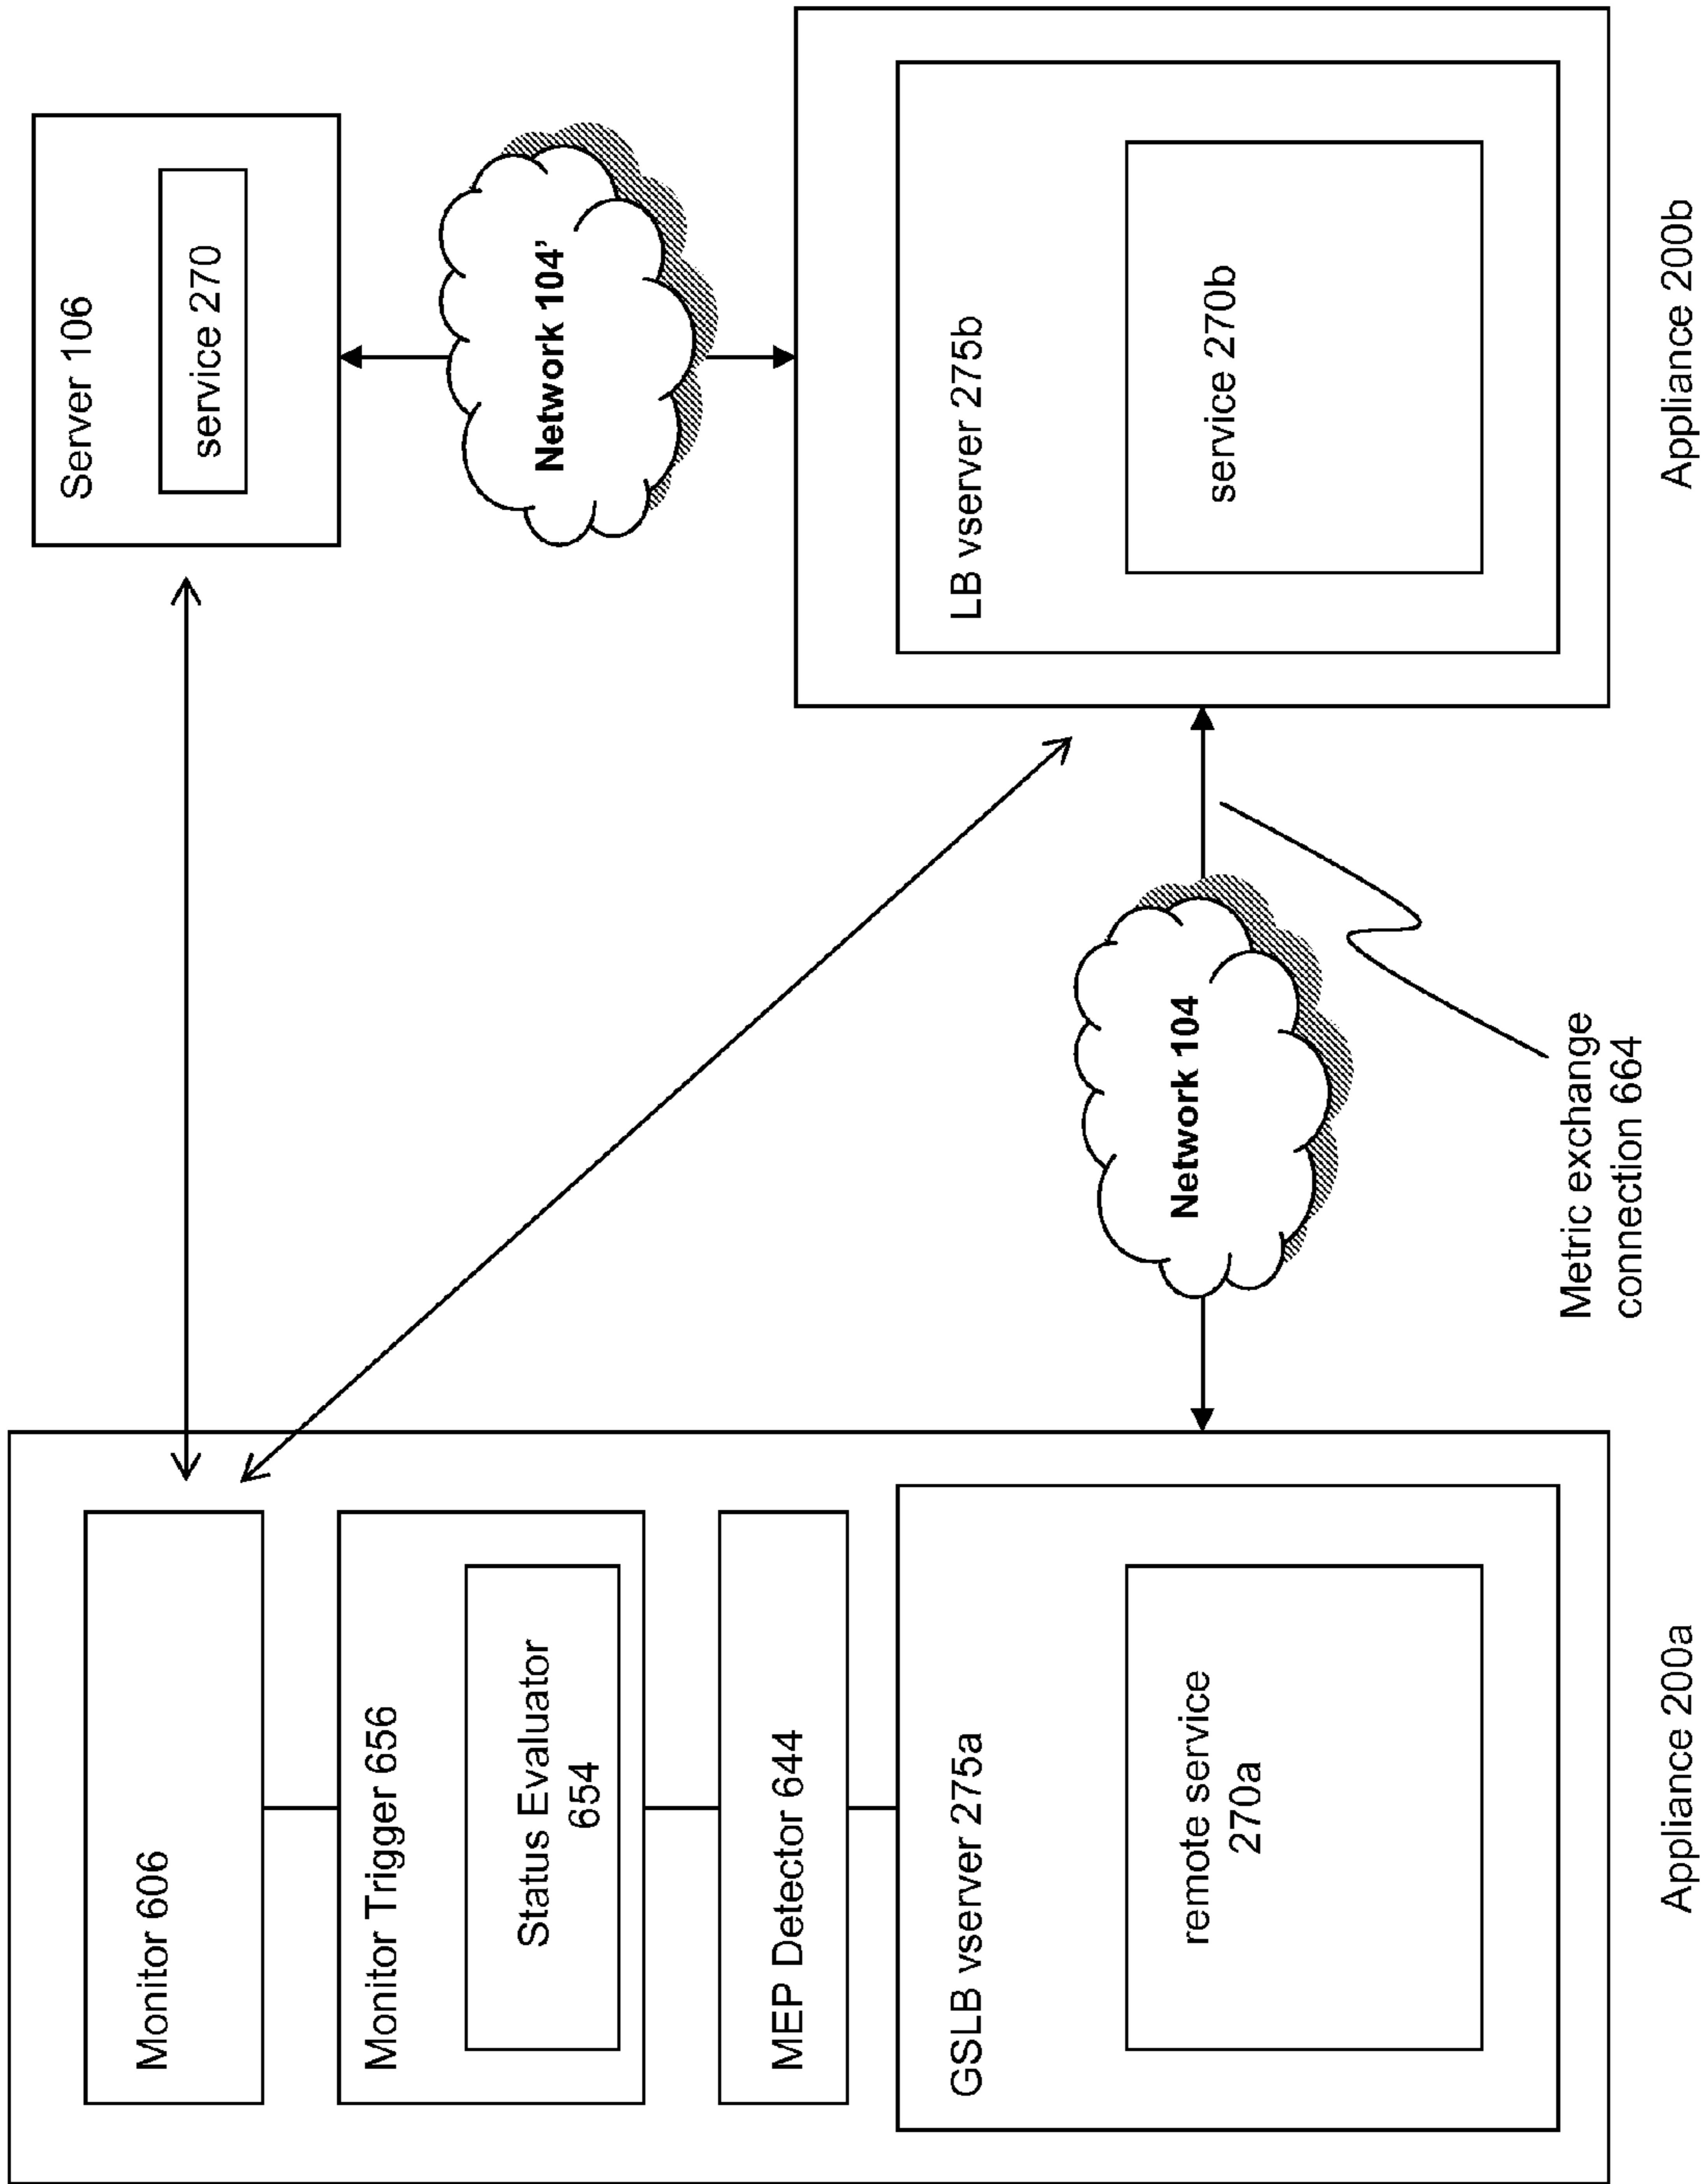 Monitor 606
Monitor Trigger 656
Status Evaluator
654
MEP Detector 644
GSLB vserver 275a
remote service
270a
Appliance 200a
Network 104
Metric exchange
connection 664
Server 106
service 270
Network 104’
LB vserver 275b
service 270b
Appliance 200b